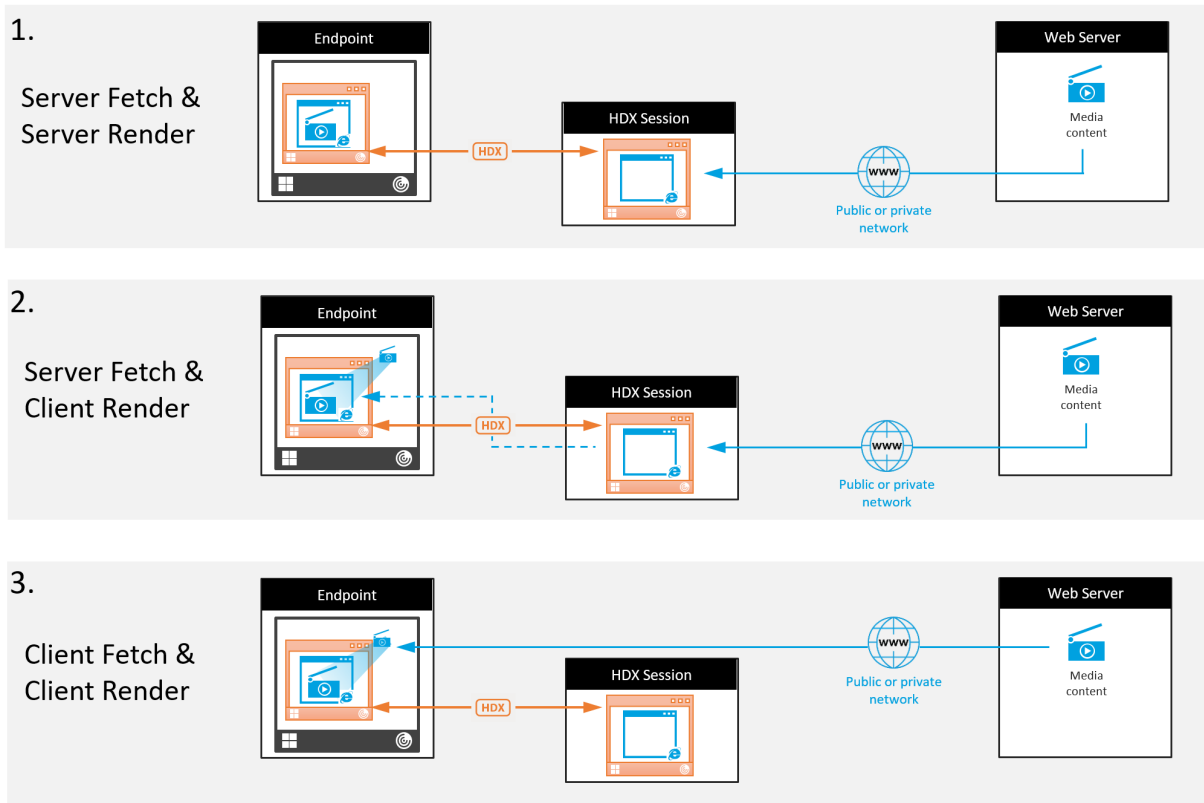 1.
Server Fetch &
Server Render
Endpoint
HDX
HDX Session
www
Public or private
network
Web Server
Media
content
2.
Server Fetch &
Client Render
Endpoint
HDX
HDX Session
www
Public or private
network
Web Server
Media
content
3.
Client Fetch &
Client Render
Endpoint
HDX
HDX Session
www
Public or private
network
Web Server
Media
content